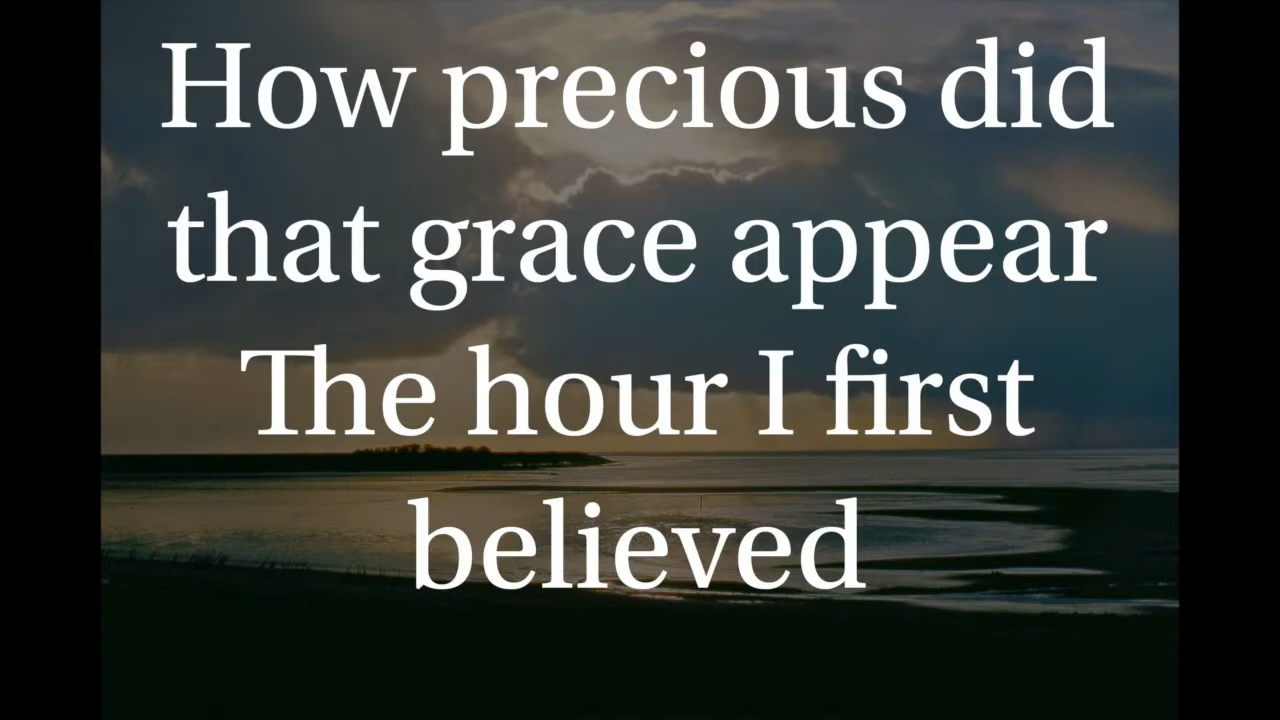 How precious did
that grace appear
The hour I first
believed